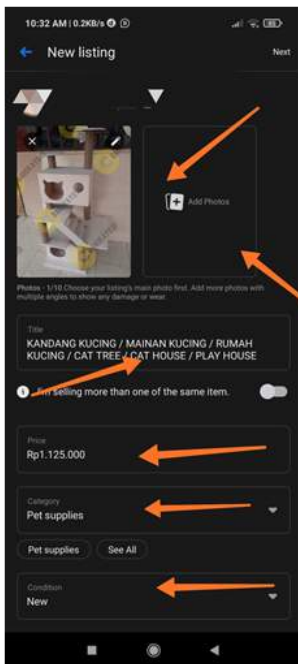 10:32 AM | 0.2KB/s
New listing
Next
Add Photos
Photos - 1/10 Choose your listing's main photo first. Add more photos with
multiple angles to show any damage or wear.
Title
KANDANG KUCING / MAINAN KUCING / RUMAH
KUCING / CAT TREE / CAT HOUSE / PLAY HOUSE
I'm selling more than one of the same item.
Price
Rp1.125.000
Category
Pet supplies
Pet supplies See All
Condition
New